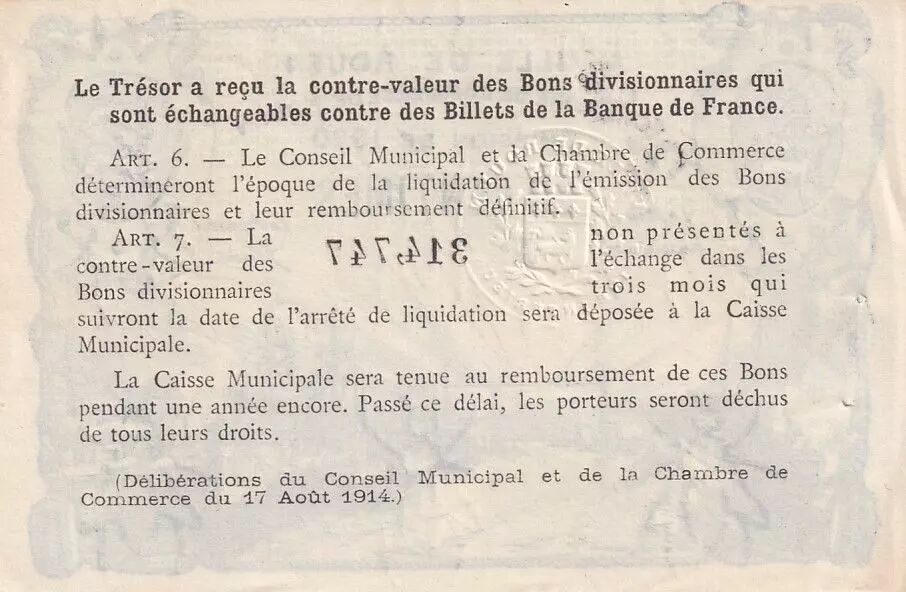 Le Trésor a reçu la contre-valeur des Bons divisionnaires qui
sont échangeables contre des Billets de la Banque de France.
ART. 6. — Le Conseil Municipal et la Chambre de Commerce
détermineront l'époque de la liquidation de l'émission des Bons
divisionnaires et leur remboursement définitif.
ART. 7. — La contre-valeur des Bons divisionnaires
314,747
non présentés à l'échange dans les trois mois qui
suivront la date de l'arrêté de liquidation sera déposée à la Caisse
Municipale.
La Caisse Municipale sera tenue au remboursement de ces Bons
pendant une année encore. Passé ce délai, les porteurs seront déchus
de tous leurs droits.
(Délibérations du Conseil Municipal et de la Chambre de
Commerce du 17 Août 1914.)